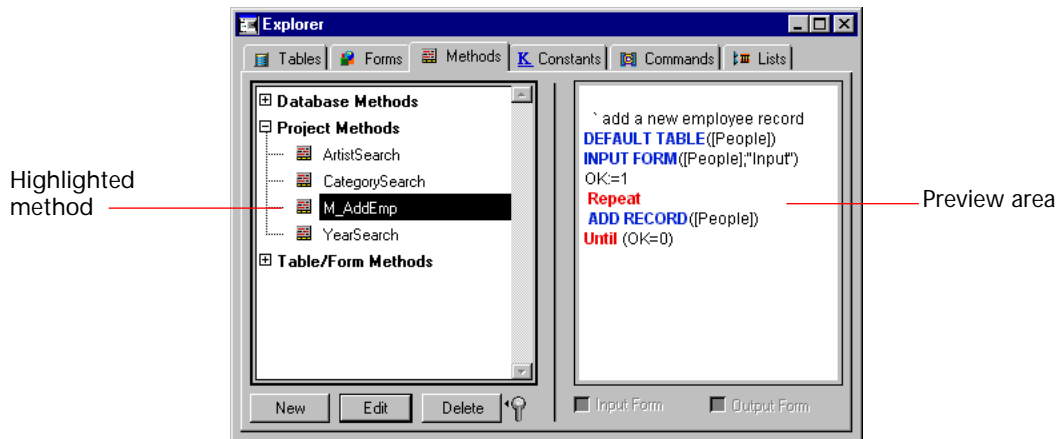 Explorer
Tables Forms Methods K Constants Commands Lists
Database Methods
Project Methods
ArtistSearch
CategorySearch
M_AddEmp
YearSearch
Table/Form Methods
` add a new employee record
DEFAULT TABLE([People])
INPUT FORM([People];"Input")
OK:=1
Repeat
ADD RECORD([People])
Until (OK=0)
Highlighted
method
Preview area
New Edit Delete
Input Form Output Form